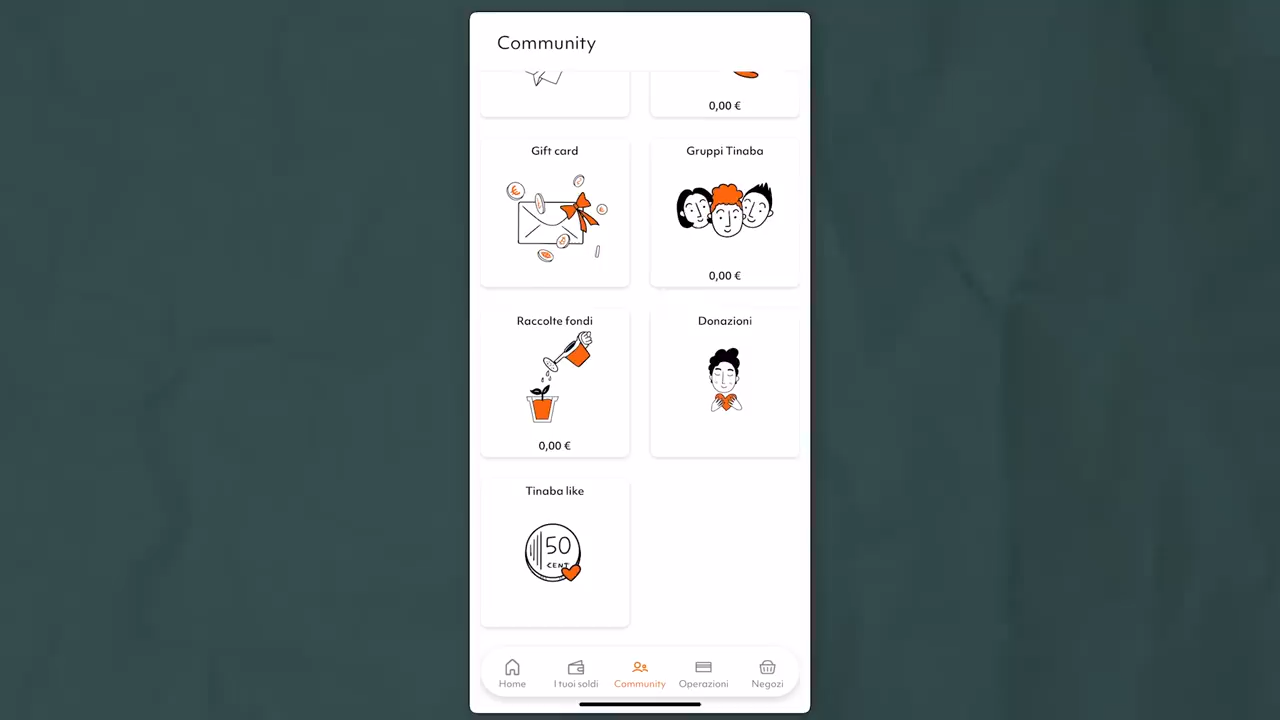 Community
0,00 €
Gift card
Gruppi Tinaba
0,00 €
Raccolte fondi
Donazioni
0,00 €
Tinaba like
50
CENT
Home
I tuoi soldi
Community
Operazioni
Negozi